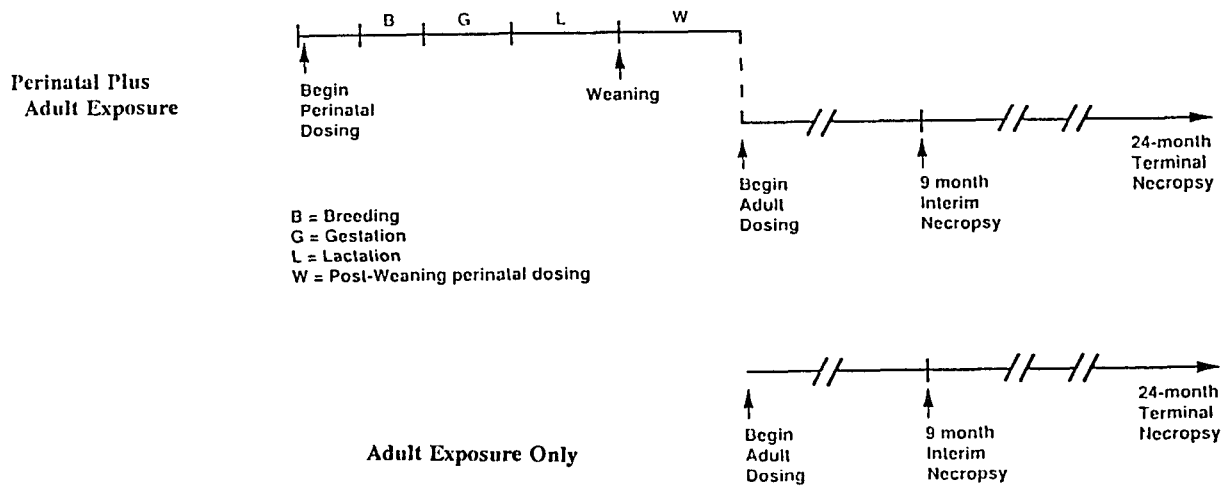 B G L W
Perinatal Plus
Adult Exposure
Begin
Perinatal
Dosing
Weaning
Begin
Adult
Dosing
9 month
Interim
Necropsy
24-month
Terminal
Necropsy
B = Breeding
G = Gestation
L = Lactation
W = Post-Weaning perinatal dosing
Adult Exposure Only
Begin
Adult
Dosing
9 month
Interim
Necropsy
24-month
Terminal
Necropsy